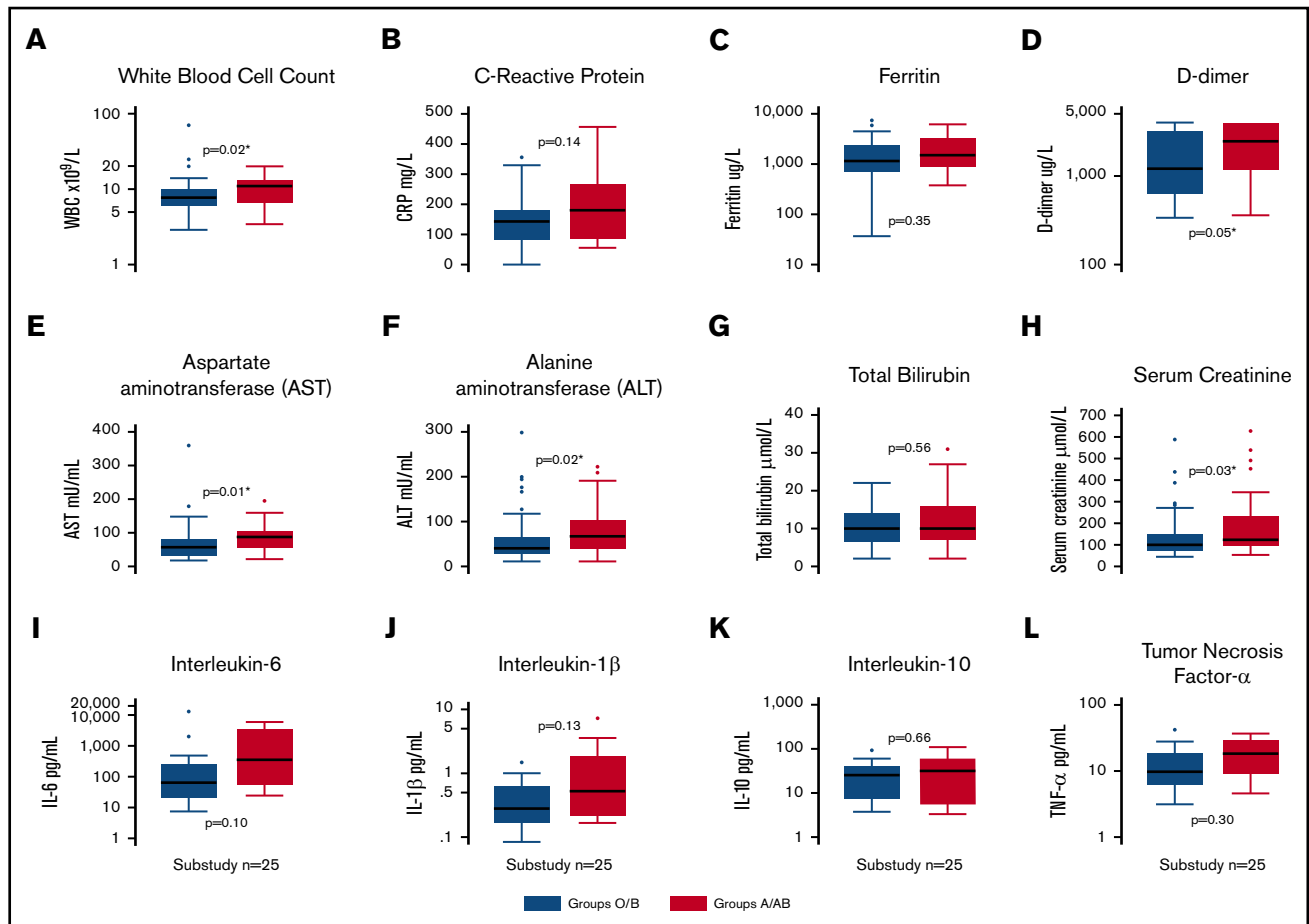 A
White Blood Cell Count
WBC x10⁹/L
100
20
10
5
1
p=0.02*
B
C-Reactive Protein
CRP mg/L
500
400
300
200
100
0
p=0.14
C
Ferritin
Ferritin ug/L
10,000
1,000
100
10
p=0.35
D
D-dimer
D-dimer ug/L
5,000
1,000
100
p=0.05*
E
Aspartate
aminotransferase (AST)
AST mU/mL
400
300
200
100
0
p=0.01*
F
Alanine
aminotransferase (ALT)
ALT mU/mL
300
200
100
0
p=0.02*
G
Total Bilirubin
Total bilirubin μmol/L
40
30
20
10
0
p=0.56
H
Serum Creatinine
Serum creatinine μmol/L
700
600
500
400
300
200
100
0
p=0.03*
I
Interleukin-6
IL-6 pg/mL
20,000
10,000
1,000
100
10
1
p=0.10
Substudy n=25
J
Interleukin-1β
IL-1β pg/mL
10
5
1
.5
.1
p=0.13
Substudy n=25
K
Interleukin-10
IL-10 pg/mL
1,000
100
10
1
p=0.66
Substudy n=25
L
Tumor Necrosis
Factor-α
TNF-α pg/mL
100
10
1
p=0.30
Substudy n=25
Groups O/B
Groups A/AB